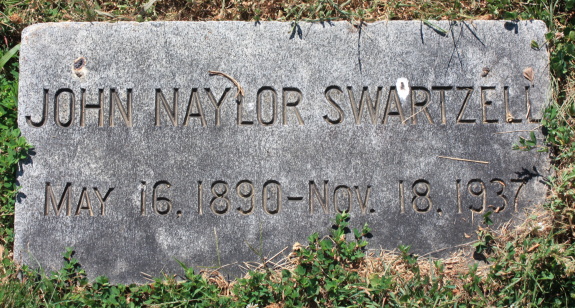 JOHN NAYLOR SWARTZELL
MAY 16. 1890-NOV. 18. 1937